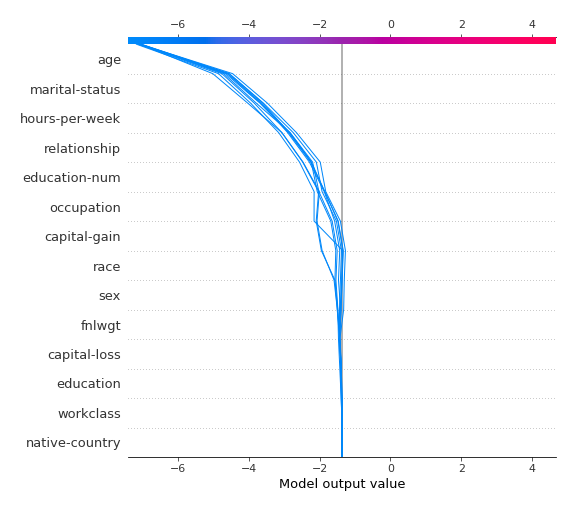 −6 −4 −2 0 2 4
age
marital-status
hours-per-week
relationship
education-num
occupation
capital-gain
race
sex
fnlwgt
capital-loss
education
workclass
native-country
−6 −4 −2 0 2 4
Model output value